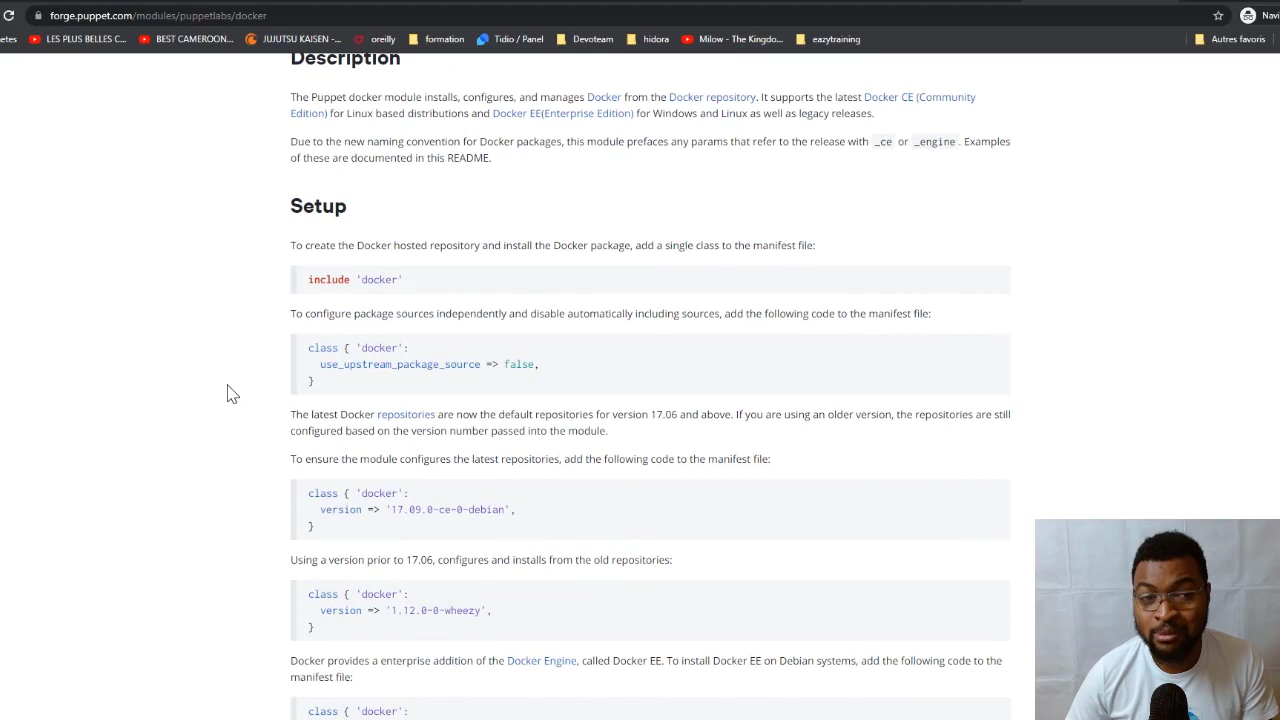 forge.puppet.com/modules/puppetlabs/docker
Navi
etes
LES PLUS BELLES C...
BEST CAMEROON...
JUJUTSU KAISEN -...
oreilly
formation
Tidio / Panel
Devoteam
hidora
Milow - The Kingdo...
eazytraining
Autres favoris
Description
The Puppet docker module installs, configures, and manages Docker from the Docker repository. It supports the latest Docker CE (Community
Edition) for Linux based distributions and Docker EE(Enterprise Edition) for Windows and Linux as well as legacy releases.
Due to the new naming convention for Docker packages, this module prefaces any params that refer to the release with _ce or _engine. Examples
of these are documented in this README.
Setup
To create the Docker hosted repository and install the Docker package, add a single class to the manifest file:
include 'docker'
To configure package sources independently and disable automatically including sources, add the following code to the manifest file:
class { 'docker':
use_upstream_package_source => false,
}
The latest Docker repositories are now the default repositories for version 17.06 and above. If you are using an older version, the repositories are still
configured based on the version number passed into the module.
To ensure the module configures the latest repositories, add the following code to the manifest file:
class { 'docker':
version => '17.09.0~ce-0~debian',
}
Using a version prior to 17.06, configures and installs from the old repositories:
class { 'docker':
version => '1.12.0-0~wheezy',
}
Docker provides a enterprise addition of the Docker Engine, called Docker EE. To install Docker EE on Debian systems, add the following code to the
manifest file:
class { 'docker':